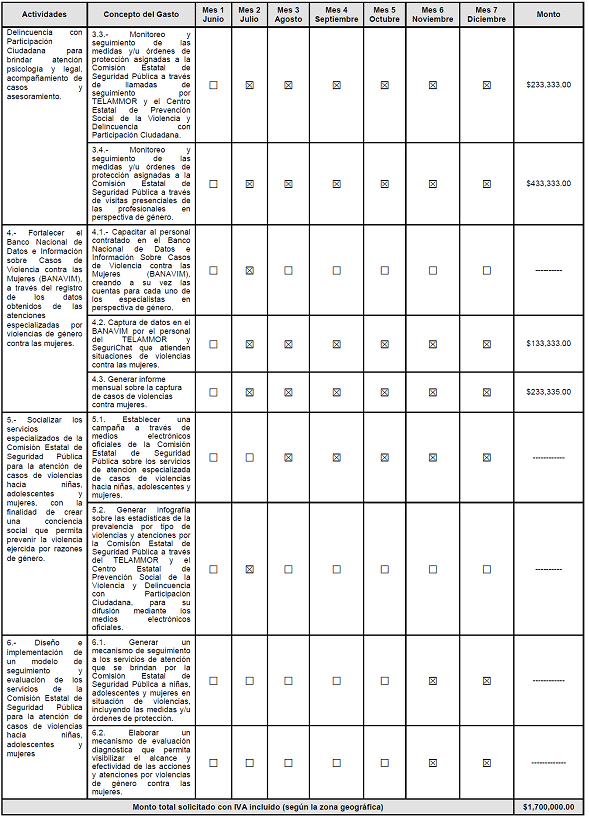 Actividades
Concepto del Gasto
Mes 1
Junio
Mes 2
Julio
Mes 3
Agosto
Mes 4
Septiembre
Mes 5
Octubre
Mes 6
Noviembre
Mes 7
Diciembre
Monto
Delincuencia con
Participación
Ciudadana para
brindar atención
psicología y legal,
acompañamiento de
casos y
asesoramiento.
3.3.- Monitoreo y
seguimiento de las
medidas y/u órdenes de
protección asignadas a la
Comisión Estatal de
Seguridad Pública a través
de llamadas de
seguimiento por
TELAMMOR y el Centro
Estatal de Prevención
Social de la Violencia y
Delincuencia con
Participación Ciudadana.
☐ ☒ ☒ ☒ ☒ ☒ ☒
$233,333.00
3.4.- Monitoreo y
seguimiento de las
medidas y/u órdenes de
protección asignadas a la
Comisión Estatal de
Seguridad Pública a través
de visitas presenciales de
las profesionales en
perspectiva de género.
☐ ☒ ☒ ☒ ☒ ☒ ☒
$433,333.00
4.- Fortalecer el
Banco Nacional de
Datos e Información
sobre Casos de
Violencia contra las
Mujeres (BANAVIM),
a través del registro
de los datos
obtenidos de las
atenciones
especializadas por
violencias de género
contra las mujeres.
4.1.- Capacitar al personal
contratado en el Banco
Nacional de Datos e
Información Sobre Casos
de Violencia contra las
Mujeres (BANAVIM),
creando a su vez las
cuentas para cada uno de
los especialistas en
perspectiva de género.
☐ ☒ ☐ ☐ ☐ ☐ ☐
----------
4.2. Captura de datos en el
BANAVIM por el personal
del TELAMMOR y
SeguriChat que atienden
situaciones de violencias
contra las mujeres.
☐ ☒ ☒ ☒ ☒ ☒ ☒
$133,333.00
4.3. Generar informe
mensual sobre la captura
de casos de violencias
contra mujeres.
☐ ☒ ☒ ☒ ☒ ☒ ☒
$233,335.00
5.- Socializar los
servicios
especializados de la
Comisión Estatal de
Seguridad Pública
para la atención de
casos de violencias
hacia niñas,
adolescentes y
mujeres, con la
finalidad de crear
una conciencia
social que permita
prevenir la violencia
ejercida por razones
de género.
5.1. Establecer una
campaña a través de
medios electrónicos
oficiales de la Comisión
Estatal de Seguridad
Pública sobre los servicios
de atención especializada
de casos de violencias
hacia niñas, adolescentes y
mujeres.
☐ ☐ ☒ ☒ ☒ ☒ ☒
------------
5.2. Generar Infografía
sobre las estadísticas de la
prevalencia por tipo de
violencias y atenciones por
la Comisión Estatal de
Seguridad Pública a través
del TELAMMOR y el
Centro Estatal de
Prevención Social de la
Violencia y Delincuencia
con Participación
Ciudadana, para su
difusión mediante los
medios electrónicos
oficiales.
☐ ☒ ☐ ☐ ☐ ☐ ☐
----------
6.- Diseño e
implementación de
un modelo de
seguimiento y
evaluación de los
servicios de la
Comisión Estatal de
Seguridad Pública
para la atención de
casos de violencias
hacia niñas,
adolescentes y
mujeres
6.1. Generar un
mecanismo de seguimiento
a los servicios de atención
que se brindan por la
Comisión Estatal de
Seguridad Pública a niñas,
adolescentes y mujeres en
situación de violencias,
incluyendo las medidas y/u
órdenes de protección.
☐ ☐ ☐ ☐ ☐ ☒ ☒
------------
6.2. Elaborar un
mecanismo de evaluación
diagnóstica que permita
visibilizar el alcance y
efectividad de las acciones
y atenciones por violencias
de género contra las
mujeres.
☐ ☐ ☐ ☐ ☐ ☒ ☒
-------------
Monto total solicitado con IVA incluido (según la zona geográfica)
$1,700,000.00